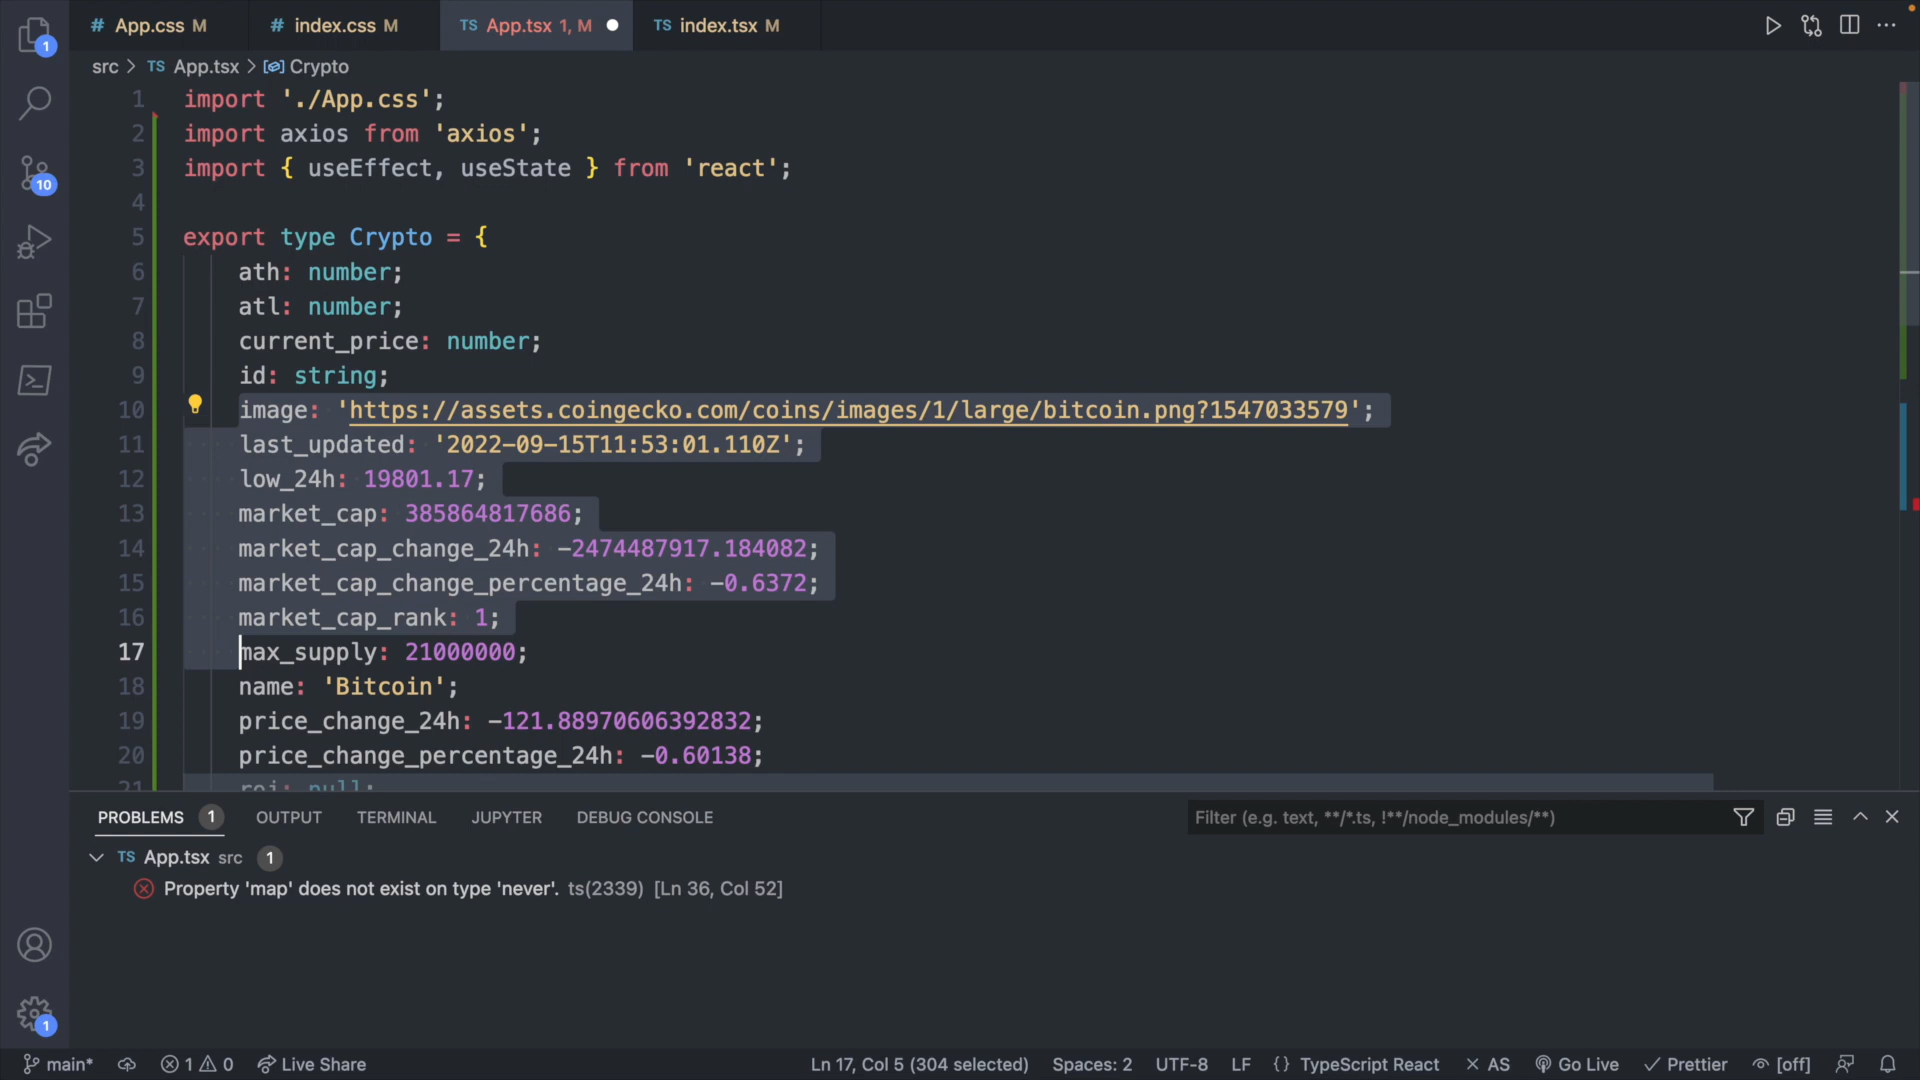 # App.css M # index.css M TS App.tsx 1, M TS index.tsx M
src > TS App.tsx > Crypto
1 import './App.css';
2 import axios from 'axios';
3 import { useEffect, useState } from 'react';
4
5 export type Crypto = {
6 ath: number;
7 atl: number;
8 current_price: number;
9 id: string;
10 image: 'https://assets.coingecko.com/coins/images/1/large/bitcoin.png?1547033579';
11 last_updated: '2022-09-15T11:53:01.110Z';
12 low_24h: 19801.17;
13 market_cap: 385864817686;
14 market_cap_change_24h: -2474487917.184082;
15 market_cap_change_percentage_24h: -0.6372;
16 market_cap_rank: 1;
17 max_supply: 21000000;
18 name: 'Bitcoin';
19 price_change_24h: -121.88970606392832;
20 price_change_percentage_24h: -0.60138;
21 roi: null;
1
10
1
PROBLEMS 1 OUTPUT TERMINAL JUPYTER DEBUG CONSOLE Filter (e.g. text, **/*.ts, !**/node_modules/**)
TS App.tsx src 1
Property 'map' does not exist on type 'never'. ts(2339) [Ln 36, Col 52]
main* 1 0 Live Share Ln 17, Col 5 (304 selected) Spaces: 2 UTF-8 LF {} TypeScript React × AS Go Live Prettier [off]